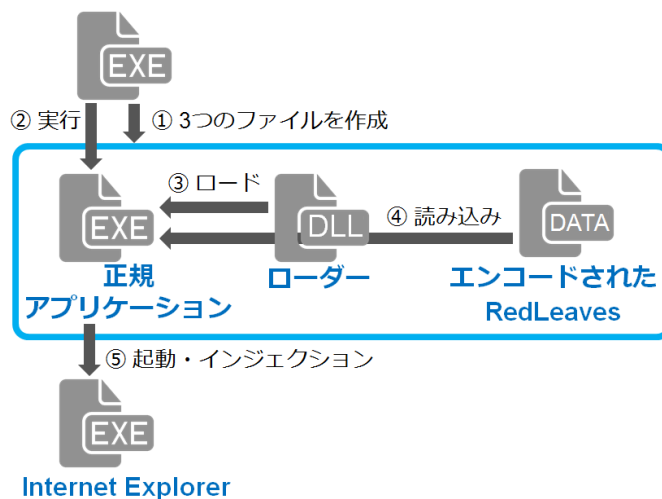 EXE
② 実行
① 3つのファイルを作成
③ ロード
④ 読み込み
EXE
DLL
DATA
正規
アプリケーション
ローダー
エンコードされた
RedLeaves
⑤ 起動・インジェクション
EXE
Internet Explorer